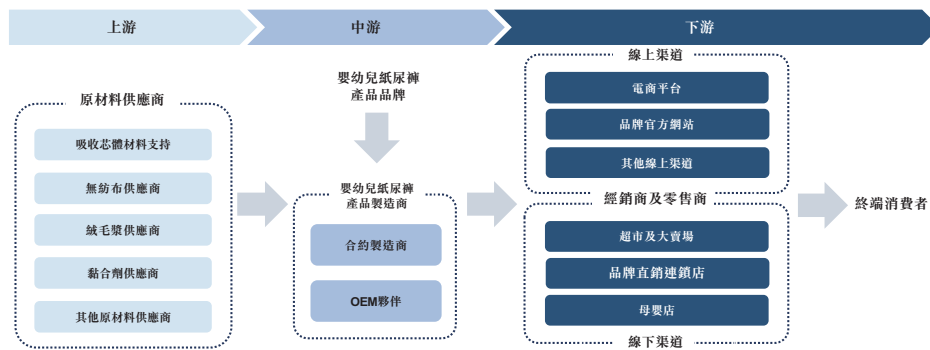 上游
中游
下游
原材料供應商
吸收芯體材料支持
無紡布供應商
絨毛漿供應商
黏合劑供應商
其他原材料供應商
嬰幼兒紙尿褲
產品品牌
嬰幼兒紙尿褲
產品製造商
合約製造商
OEM夥伴
線上渠道
電商平台
品牌官方網站
其他線上渠道
經銷商及零售商
超市及大賣場
品牌直銷連鎖店
母嬰店
線下渠道
終端消費者